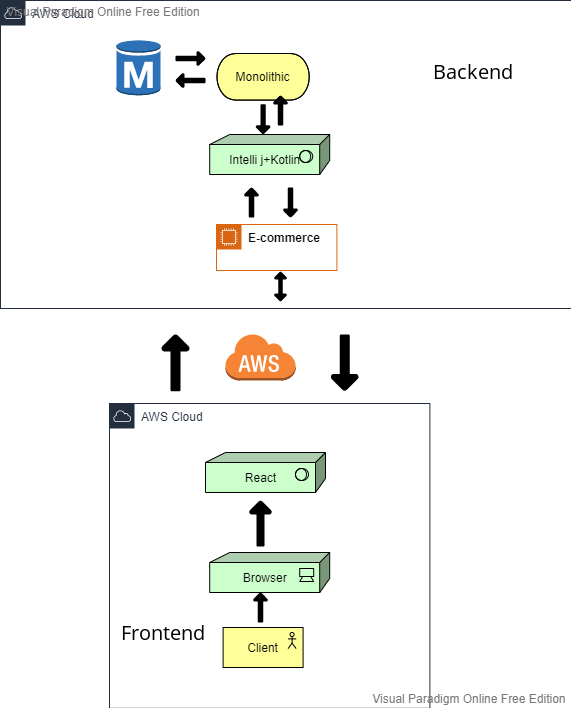 Visual Paradigm Online Free Edition
AWS Cloud
Backend
M
Monolithic
Intelli j+Kotlin
E-commerce
AWS
AWS Cloud
React
Browser
Frontend
Client
Visual Paradigm Online Free Edition